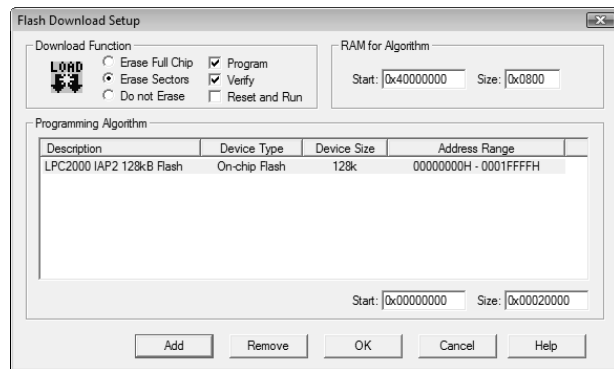 Flash Download Setup
Download Function
LOAD
Erase Full Chip
Erase Sectors
Do not Erase
Program
Verify
Reset and Run
RAM for Algorithm
Start: 0x40000000 Size: 0x0800
Programming Algorithm
Description Device Type Device Size Address Range
LPC2000 IAP2 128kB Flash On-chip Flash 128k 00000000H - 0001FFFFH
Start: 0x00000000 Size: 0x00020000
Add Remove OK Cancel Help